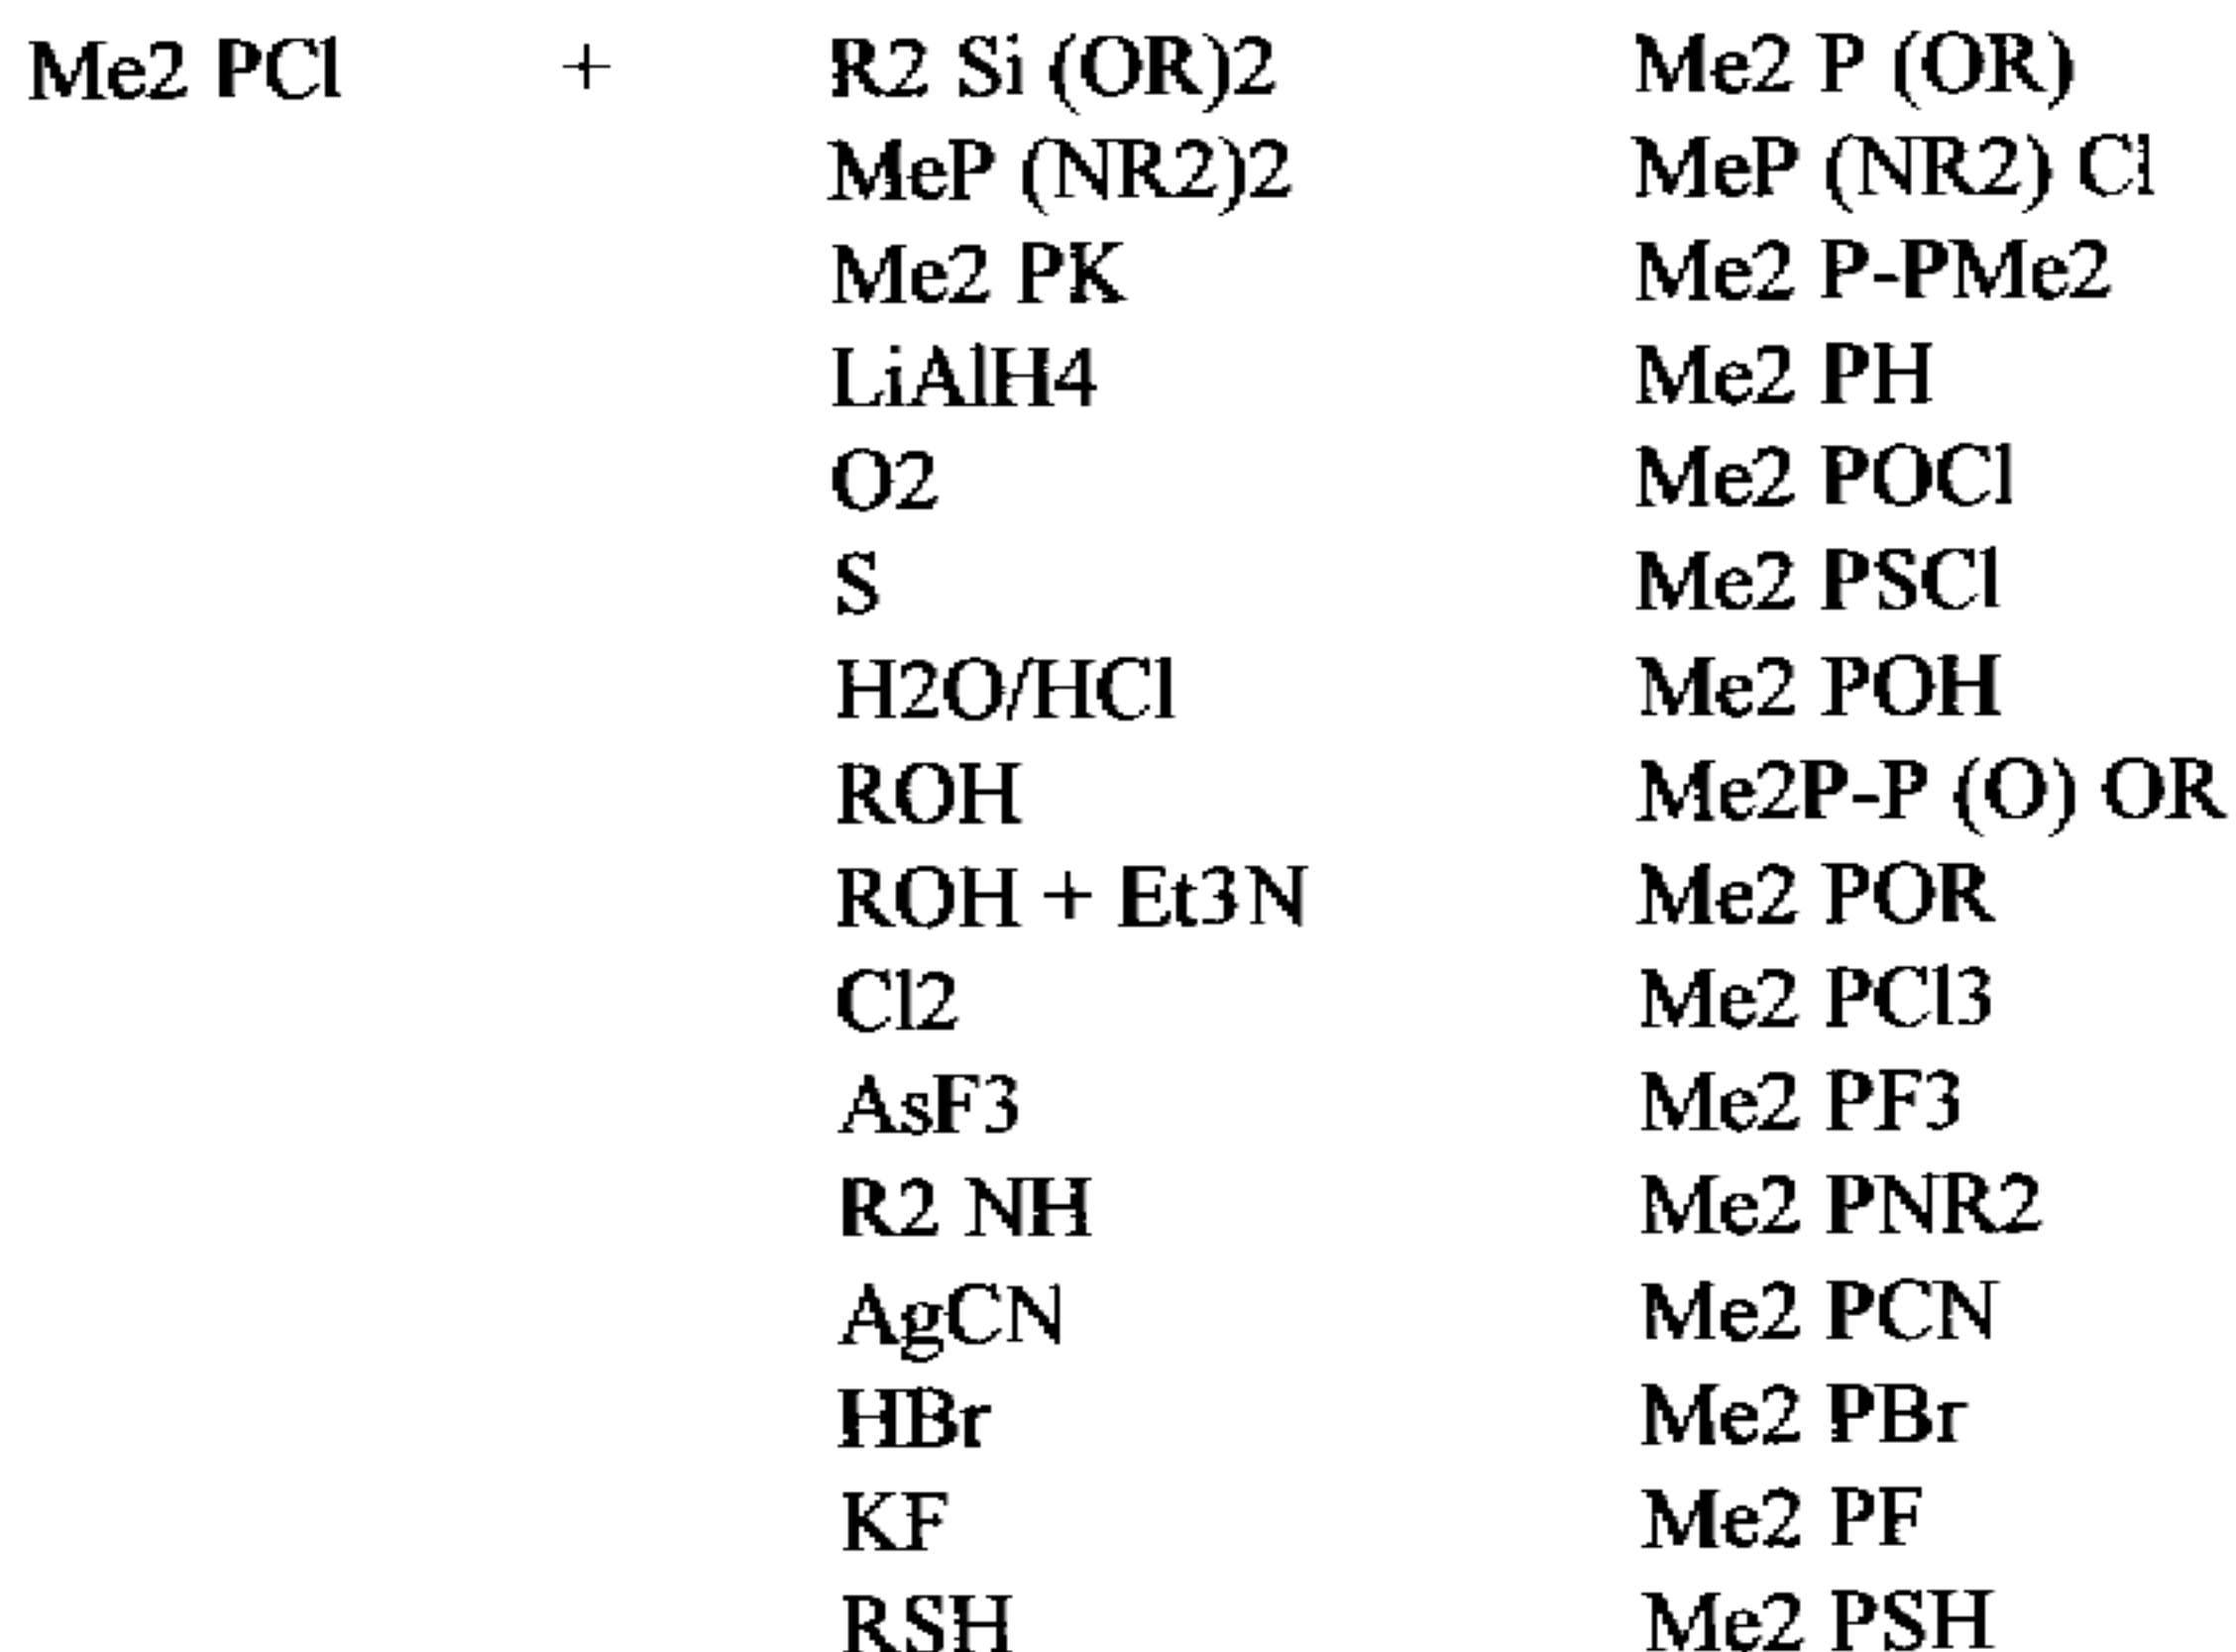 Me2 PCl + R2 Si (OR)2 Me2 P (OR)
MeP (NR2)2 MeP (NR2) Cl
Me2 PK Me2 P-PMe2
LiAlH4 Me2 PH
O2 Me2 POCl
S Me2 PSCl
H2O/HCl Me2 POH
ROH Me2P-P (O) OR
ROH + Et3N Me2 POR
Cl2 Me2 PCl3
AsF3 Me2 PF3
R2 NH Me2 PNR2
AgCN Me2 PCN
HBr Me2 PBr
KF Me2 PF
RSH Me2 PSH